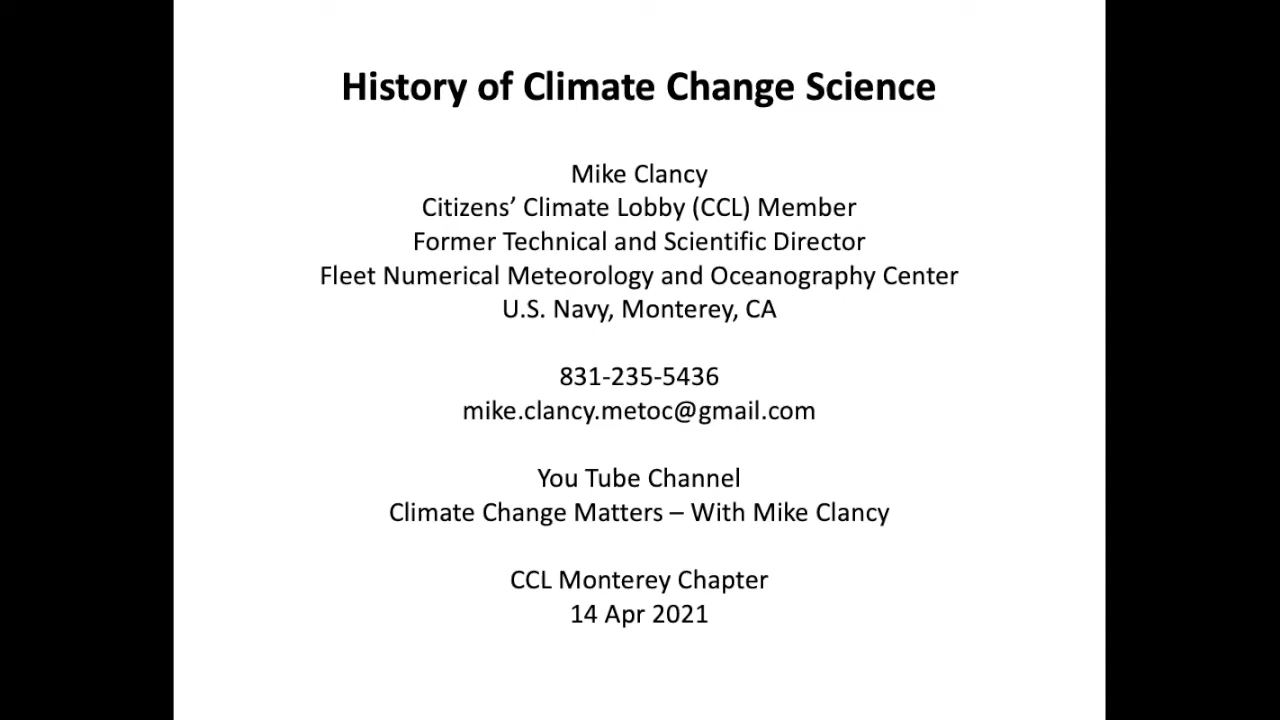 History of Climate Change Science
Mike Clancy
Citizens’ Climate Lobby (CCL) Member
Former Technical and Scientific Director
Fleet Numerical Meteorology and Oceanography Center
U.S. Navy, Monterey, CA
831-235-5436
mike.clancy.metoc@gmail.com
You Tube Channel
Climate Change Matters – With Mike Clancy
CCL Monterey Chapter
14 Apr 2021